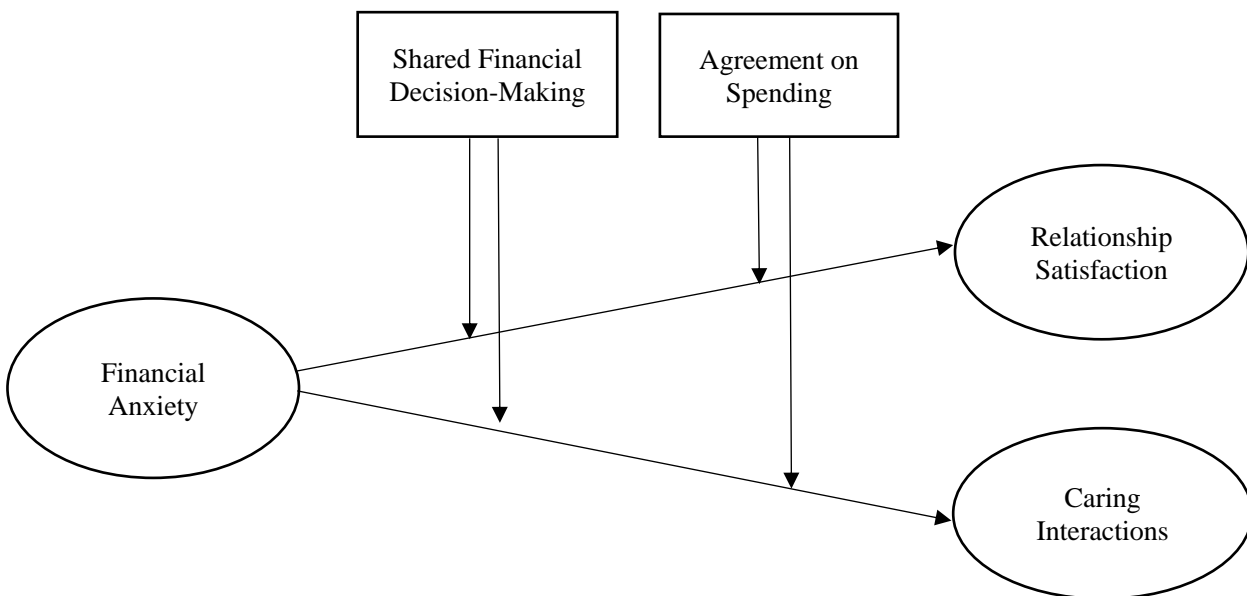 Shared Financial
Decision-Making
Agreement on
Spending
Relationship
Satisfaction
Financial
Anxiety
Caring
Interactions